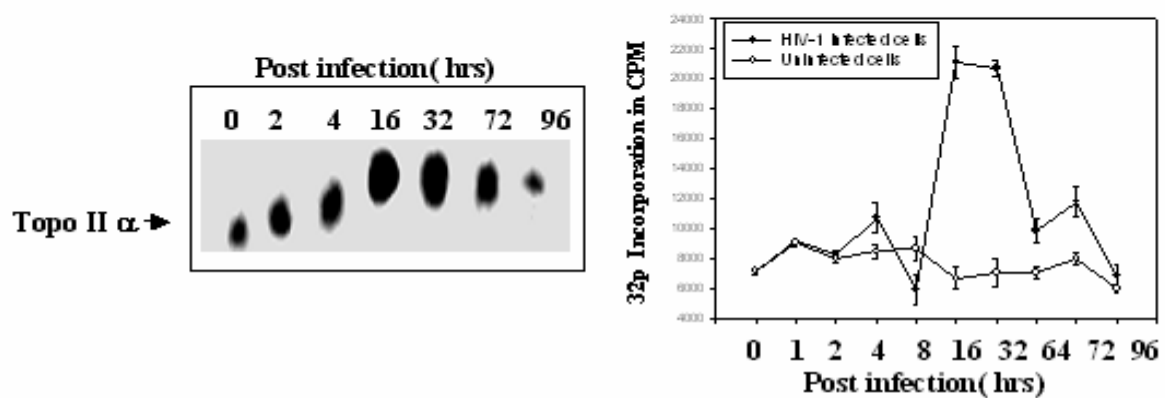 Post infection( hrs)
0 2 4 16 32 72 96
Topo II α
32p Incorporation in CPM
24000
22000
20000
18000
16000
14000
12000
10000
8000
6000
4000
HIV-1 Infected cells
Uninfected cells
0 1 2 4 8 16 32 64 72 96
Post infection( hrs)